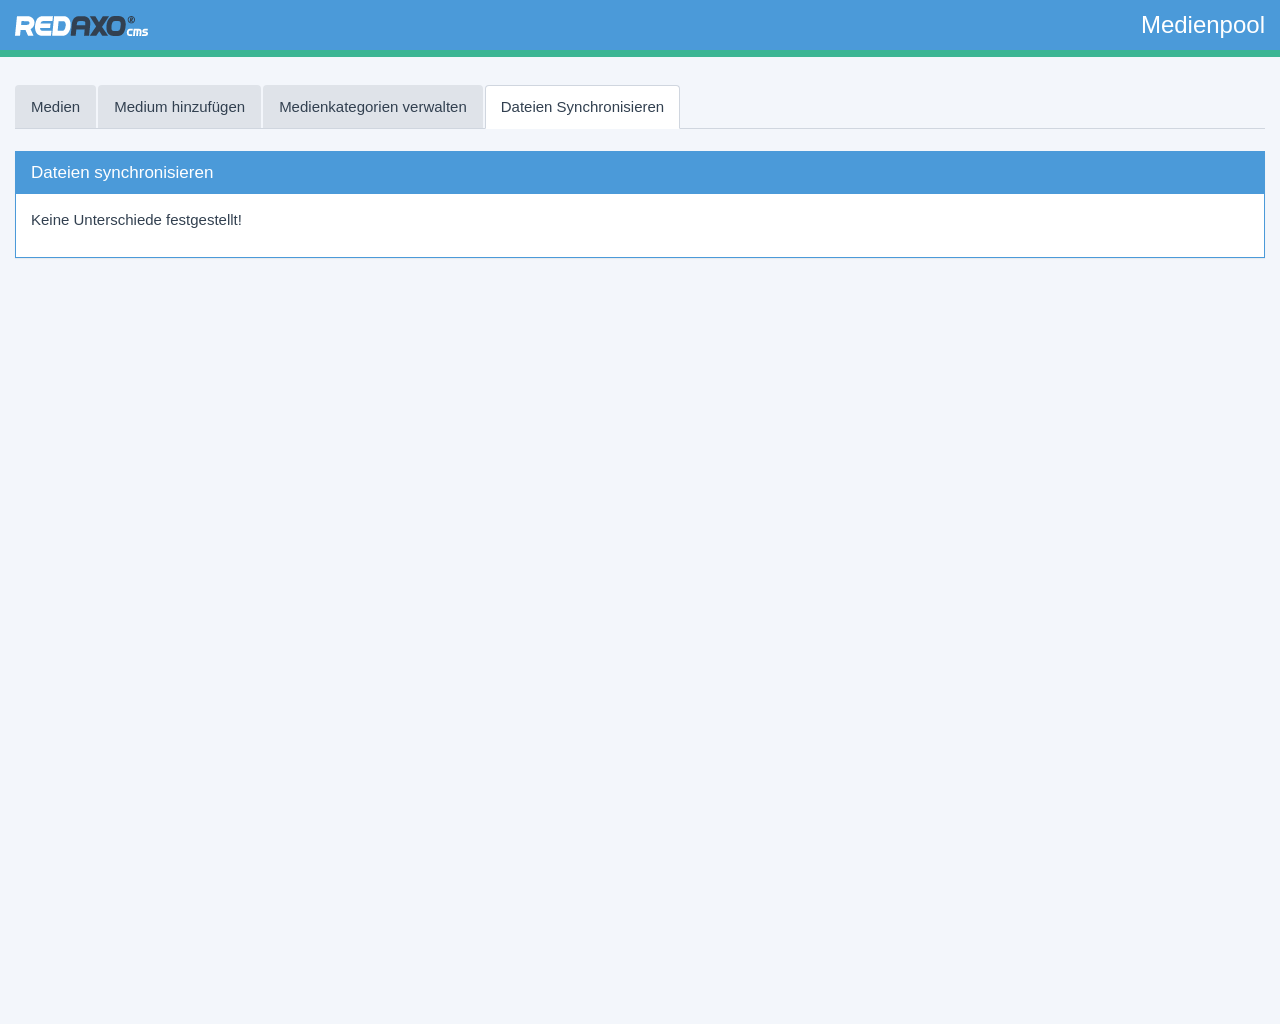 REDAXO® cms
Medienpool
Medien
Medium hinzufügen
Medienkategorien verwalten
Dateien Synchronisieren
Dateien synchronisieren
Keine Unterschiede festgestellt!